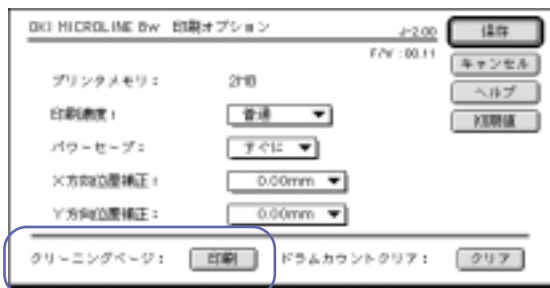 OKI MICROLINE 8w 印刷オプション J-2.00 保存
F/W : 00.11 キャンセル
プリンタメモリ： 2MB ヘルプ
印刷濃度： 普通 初期値
パワーセーブ： すぐに
X方向位置補正： 0.00mm
Y方向位置補正： 0.00mm
クリーニングページ： 印刷 ドラムカウントクリア： クリア